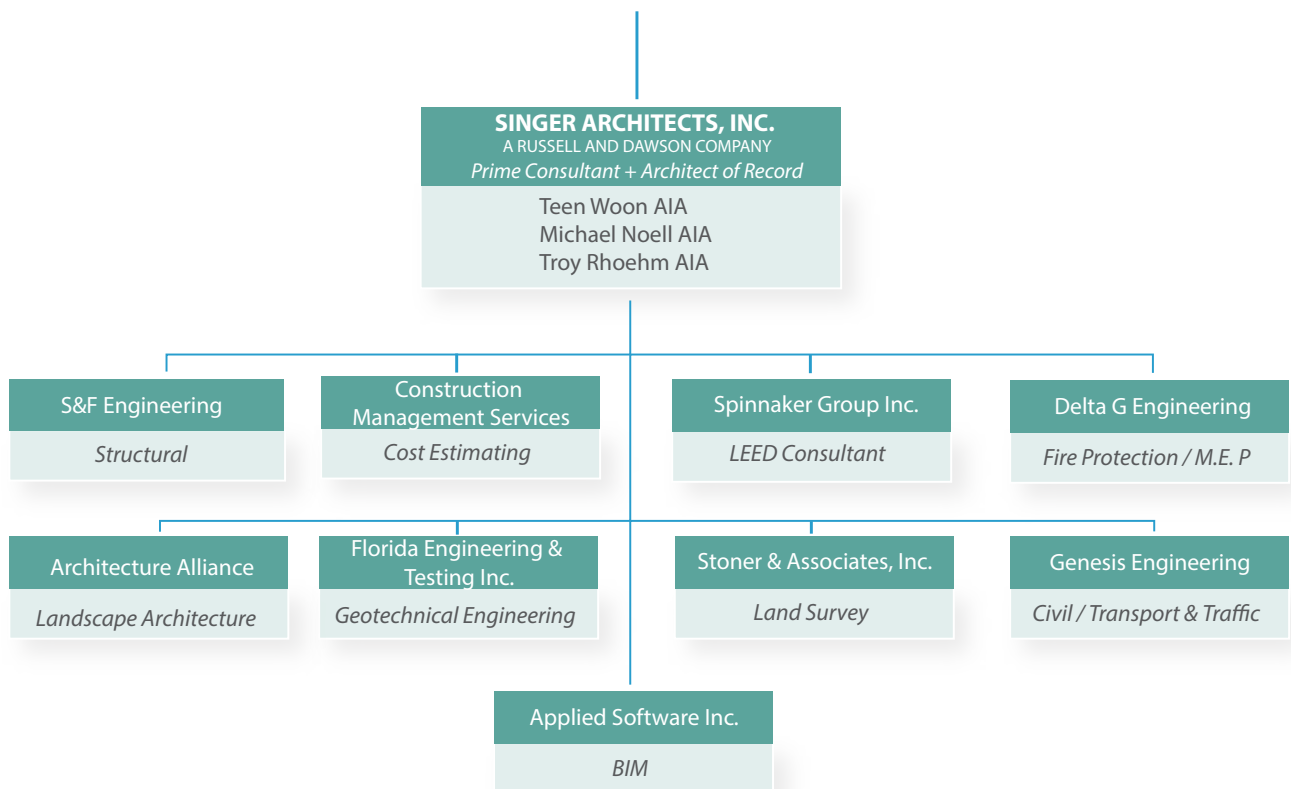 SINGER ARCHITECTS, INC.
A RUSSELL AND DAWSON COMPANY
Prime Consultant + Architect of Record
Teen Woon AIA
Michael Noell AIA
Troy Rhoehm AIA
S&F Engineering
Structural
Construction
Management Services
Cost Estimating
Spinnaker Group Inc.
LEED Consultant
Delta G Engineering
Fire Protection / M.E. P
Architecture Alliance
Landscape Architecture
Florida Engineering &
Testing Inc.
Geotechnical Engineering
Stoner & Associates, Inc.
Land Survey
Genesis Engineering
Civil / Transport & Traffic
Applied Software Inc.
BIM